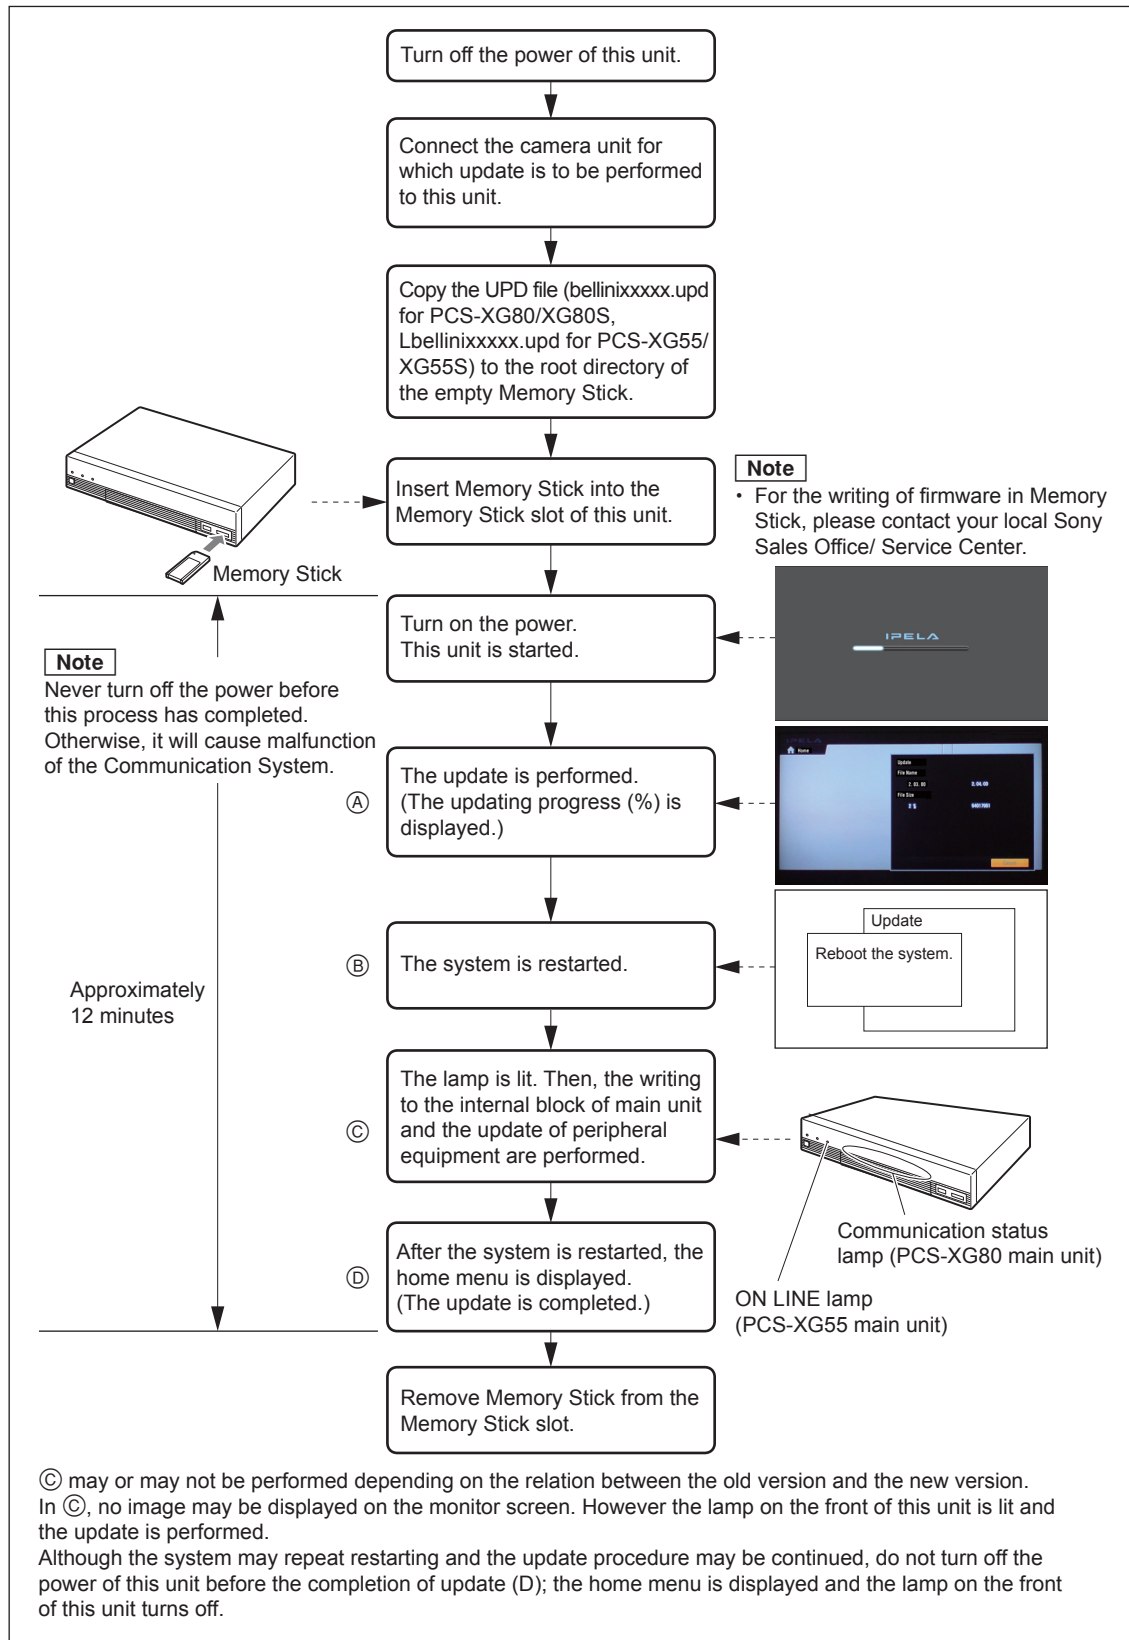 Turn off the power of this unit.
Connect the camera unit for
which update is to be performed
to this unit.
Copy the UPD file (bellinixxxxx.upd
for PCS-XG80/XG80S,
Lbellinixxxxx.upd for PCS-XG55/
XG55S) to the root directory of
the empty Memory Stick.
Insert Memory Stick into the
Memory Stick slot of this unit.
Memory Stick
Note
• For the writing of firmware in Memory
Stick, please contact your local Sony
Sales Office/ Service Center.
Turn on the power.
This unit is started.
IPELA
Note
Never turn off the power before
this process has completed.
Otherwise, it will cause malfunction
of the Communication System.
Ⓐ
The update is performed.
(The updating progress (%) is
displayed.)
IPELA
Home
Update
File Name
2. 03. 00
2.04.00
File Size
2 %
Ⓑ
The system is restarted.
Update
Reboot the system.
Approximately
12 minutes
Ⓒ
The lamp is lit. Then, the writing
to the internal block of main unit
and the update of peripheral
equipment are performed.
Communication status
lamp (PCS-XG80 main unit)
ON LINE lamp
(PCS-XG55 main unit)
Ⓓ
After the system is restarted, the
home menu is displayed.
(The update is completed.)
Remove Memory Stick from the
Memory Stick slot.
Ⓒ may or may not be performed depending on the relation between the old version and the new version.
In Ⓒ, no image may be displayed on the monitor screen. However the lamp on the front of this unit is lit and
the update is performed.
Although the system may repeat restarting and the update procedure may be continued, do not turn off the
power of this unit before the completion of update (D); the home menu is displayed and the lamp on the front
of this unit turns off.